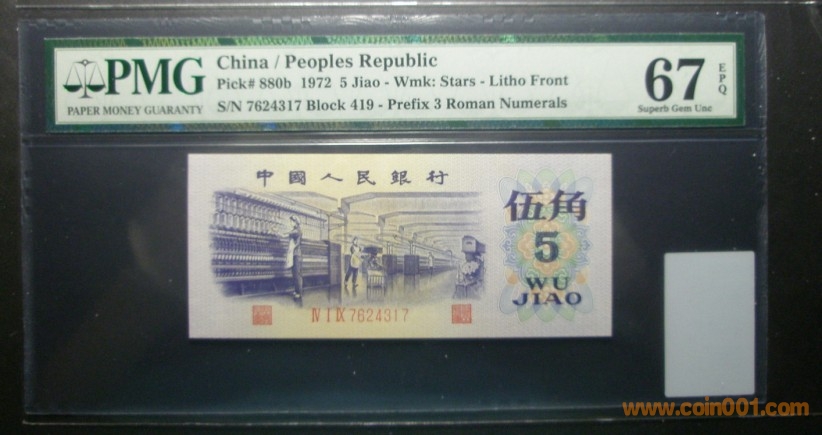 PMG
PAPER MONEY GUARANTY
China / Peoples Republic
Pick# 880b 1972 5 Jiao - Wmk: Stars - Litho Front
S/N 7624317 Block 419 - Prefix 3 Roman Numerals
67 EPQ
Superb Gem Unc
中國人民銀行
伍角
5
WU
JIAO
Ⅳ Ⅰ Ⅸ 7624317
www.coin001.com